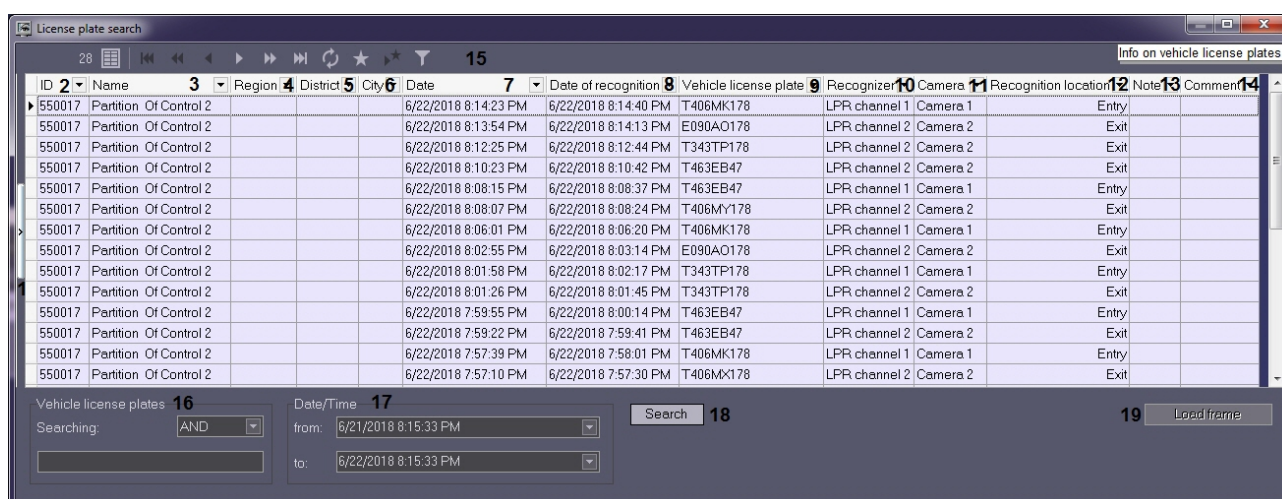 License plate search
28 15
Info on vehicle license plates
ID 2 Name 3 Region 4 District 5 City 6 Date 7 Date of recognition 8 Vehicle license plate 9 Recognizer 10 Camera 11 Recognition location 12 Note 13 Comment 14
550017 Partition Of Control 2 6/22/2018 8:14:23 PM 6/22/2018 8:14:40 PM T406MK178 LPR channel 1 Camera 1 Entry
550017 Partition Of Control 2 6/22/2018 8:13:54 PM 6/22/2018 8:14:13 PM E090AO178 LPR channel 2 Camera 2 Exit
550017 Partition Of Control 2 6/22/2018 8:12:25 PM 6/22/2018 8:12:44 PM T343TP178 LPR channel 2 Camera 2 Exit
550017 Partition Of Control 2 6/22/2018 8:10:23 PM 6/22/2018 8:10:42 PM T463EB47 LPR channel 2 Camera 2 Exit
550017 Partition Of Control 2 6/22/2018 8:08:15 PM 6/22/2018 8:08:37 PM T463EB47 LPR channel 1 Camera 1 Entry
550017 Partition Of Control 2 6/22/2018 8:08:07 PM 6/22/2018 8:08:24 PM T406MY178 LPR channel 2 Camera 2 Exit
550017 Partition Of Control 2 6/22/2018 8:06:01 PM 6/22/2018 8:06:20 PM T406MK178 LPR channel 1 Camera 1 Entry
550017 Partition Of Control 2 6/22/2018 8:02:55 PM 6/22/2018 8:03:14 PM E090AO178 LPR channel 2 Camera 2 Exit
550017 Partition Of Control 2 6/22/2018 8:01:58 PM 6/22/2018 8:02:17 PM T343TP178 LPR channel 1 Camera 1 Entry
1 550017 Partition Of Control 2 6/22/2018 8:01:26 PM 6/22/2018 8:01:45 PM T343TP178 LPR channel 2 Camera 2 Exit
550017 Partition Of Control 2 6/22/2018 7:59:55 PM 6/22/2018 8:00:14 PM T463EB47 LPR channel 1 Camera 1 Entry
550017 Partition Of Control 2 6/22/2018 7:59:22 PM 6/22/2018 7:59:41 PM T463EB47 LPR channel 2 Camera 2 Exit
550017 Partition Of Control 2 6/22/2018 7:57:39 PM 6/22/2018 7:58:01 PM T406MK178 LPR channel 1 Camera 1 Entry
550017 Partition Of Control 2 6/22/2018 7:57:10 PM 6/22/2018 7:57:30 PM T406MX178 LPR channel 2 Camera 2 Exit
Vehicle license plates 16 Date/Time 17
Search 18 19 Load frame
Searching: AND from: 6/21/2018 8:15:33 PM
to: 6/22/2018 8:15:33 PM